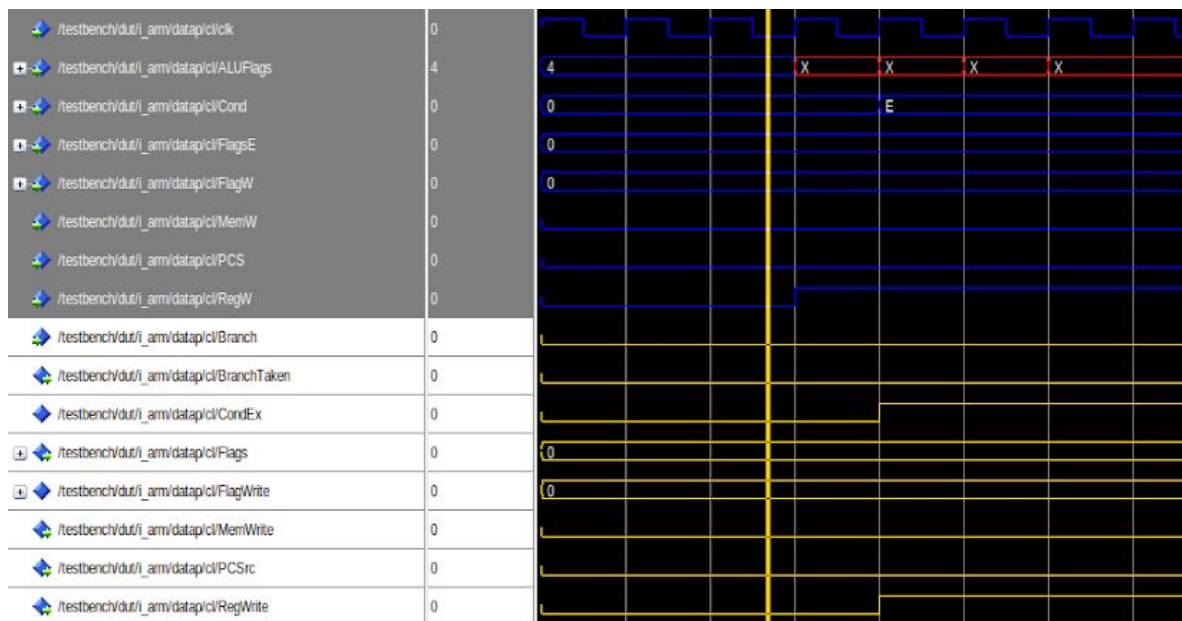 /testbench/dut/i_arm/datap/cl/clk 0
/testbench/dut/i_arm/datap/cl/ALUFlags 4 4 X X X X
/testbench/dut/i_arm/datap/cl/Cond 0 0 E
/testbench/dut/i_arm/datap/cl/FlagsE 0 0
/testbench/dut/i_arm/datap/cl/FlagW 0 0
/testbench/dut/i_arm/datap/cl/MemW 0
/testbench/dut/i_arm/datap/cl/PCS 0
/testbench/dut/i_arm/datap/cl/RegW 0
/testbench/dut/i_arm/datap/cl/Branch 0
/testbench/dut/i_arm/datap/cl/BranchTaken 0
/testbench/dut/i_arm/datap/cl/CondEx 0
/testbench/dut/i_arm/datap/cl/Flags 0 0
/testbench/dut/i_arm/datap/cl/FlagWrite 0 0
/testbench/dut/i_arm/datap/cl/MemWrite 0
/testbench/dut/i_arm/datap/cl/PCSrc 0
/testbench/dut/i_arm/datap/cl/RegWrite 0